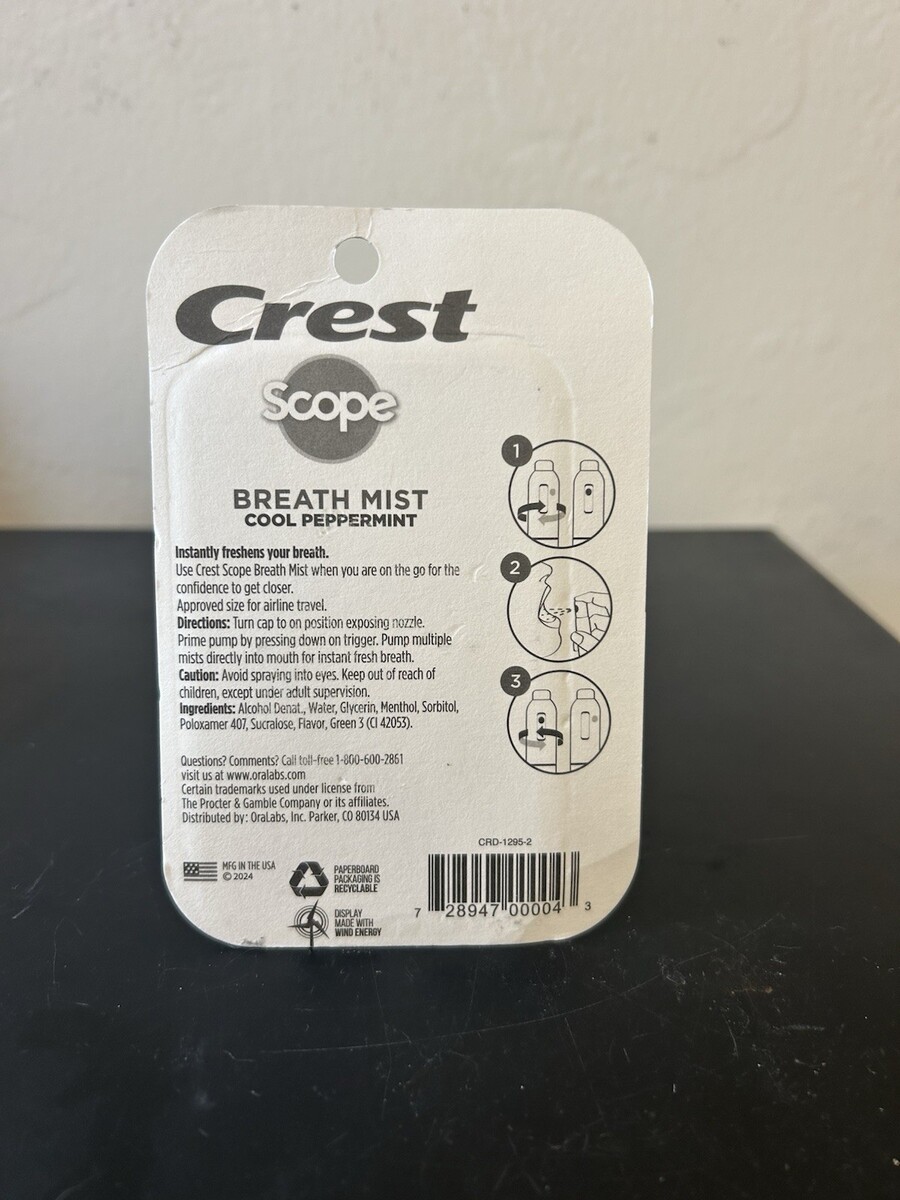 Crest
Scope
BREATH MIST
COOL PEPPERMINT
Instantly freshens your breath.
Use Crest Scope Breath Mist when you are on the go for the
confidence to get closer.
Approved size for airline travel.
Directions: Turn cap to on position exposing nozzle.
Prime pump by pressing down on trigger. Pump multiple
mists directly into mouth for instant fresh breath.
Caution: Avoid spraying into eyes. Keep out of reach of
children, except under adult supervision.
Ingredients: Alcohol Denat., Water, Glycerin, Menthol, Sorbitol,
Poloxamer 407, Sucralose, Flavor, Green 3 (CI 42053).
Questions? Comments? Call toll-free 1-800-600-2861
visit us at www.oralabs.com
Certain trademarks used under license from
The Procter & Gamble Company or its affiliates.
Distributed by: OraLabs, Inc. Parker, CO 80134 USA
1
2
3
MFG IN THE USA
© 2024
PAPERBOARD
PACKAGING IS
RECYCLABLE
DISPLAY
MADE WITH
WIND ENERGY
CRD-1295-2
7 28947 00004 3